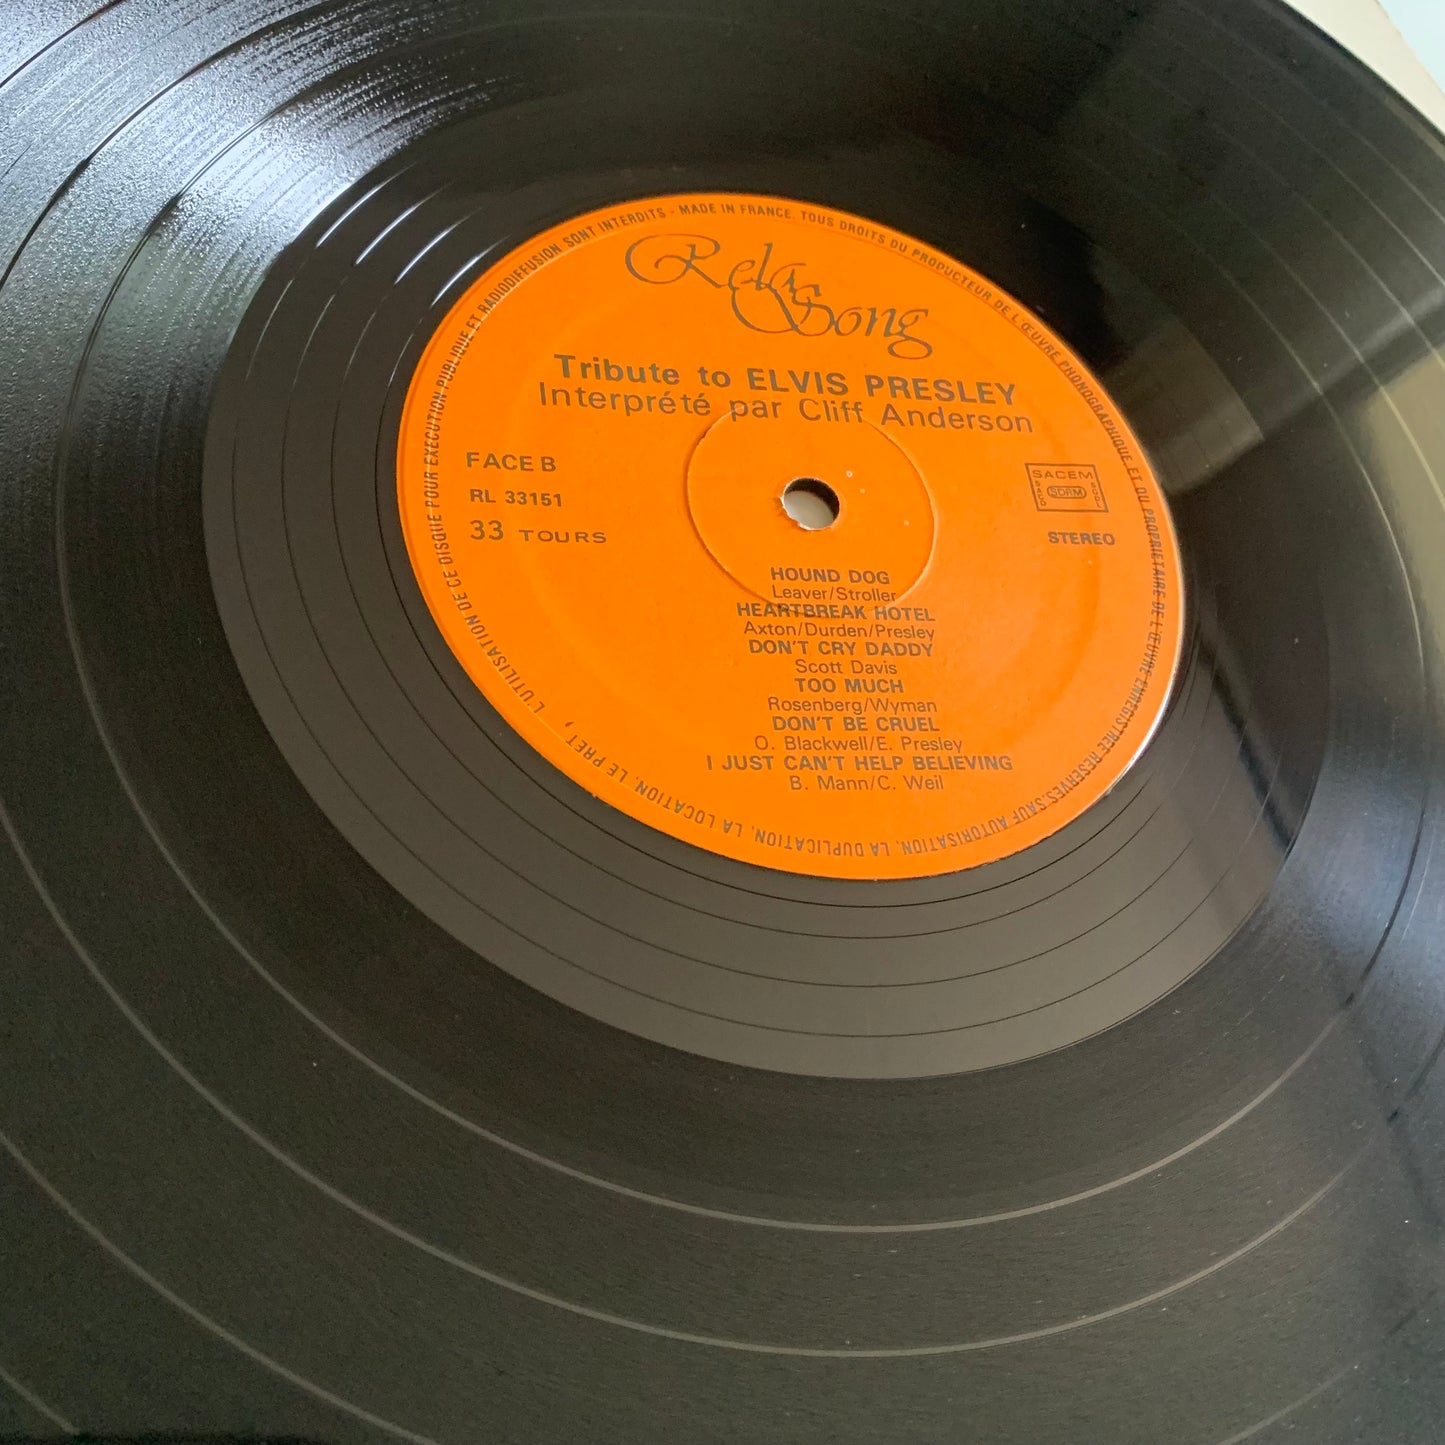 Rela Song
Tribute to ELVIS PRESLEY
Interprété par Cliff Anderson
FACE B
RL 33151
33 TOURS
SACEM
SACD SDRM SGDL
STEREO
HOUND DOG
Leaver/Stroller
HEARTBREAK HOTEL
Axton/Durden/Presley
DON'T CRY DADDY
Scott Davis
TOO MUCH
Rosenberg/Wyman
DON'T BE CRUEL
O. Blackwell/E. Presley
I JUST CAN'T HELP BELIEVING
B. Mann/C. Weil
MADE IN FRANCE. TOUS DROITS DU PRODUCTEUR DE L'ŒUVRE PHONOGRAPHIQUE ET DU PROPRIETAIRE DE L'ŒUVRE ENREGISTREE RESERVES. SAUF AUTORISATION, LA DUPLICATION, LA LOCATION, LE PRET, L'UTILISATION DE CE DISQUE POUR EXECUTION PUBLIQUE ET RADIODIFFUSION SONT INTERDITS -